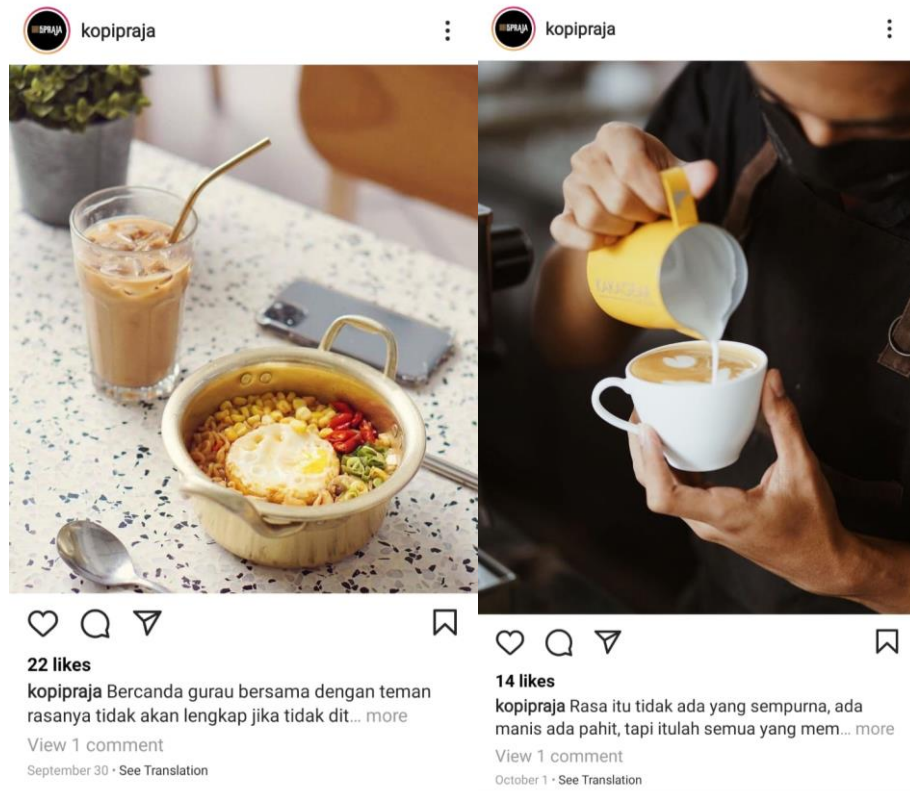 kopipraja
22 likes
kopipraja Bercanda gurau bersama dengan teman
rasanya tidak akan lengkap jika tidak dit... more
View 1 comment
September 30 · See Translation
kopipraja
14 likes
kopipraja Rasa itu tidak ada yang sempurna, ada
manis ada pahit, tapi itulah semua yang mem... more
View 1 comment
October 1 · See Translation